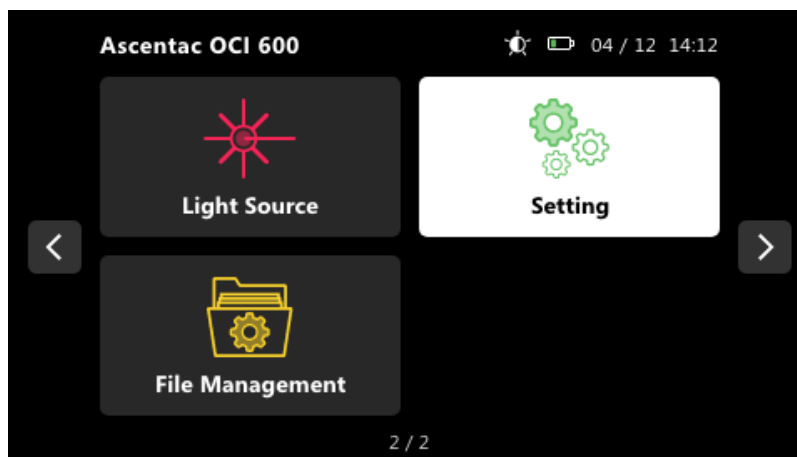 Ascentac OCI 600 04 / 12 14:12
Light Source Setting
File Management
2 / 2